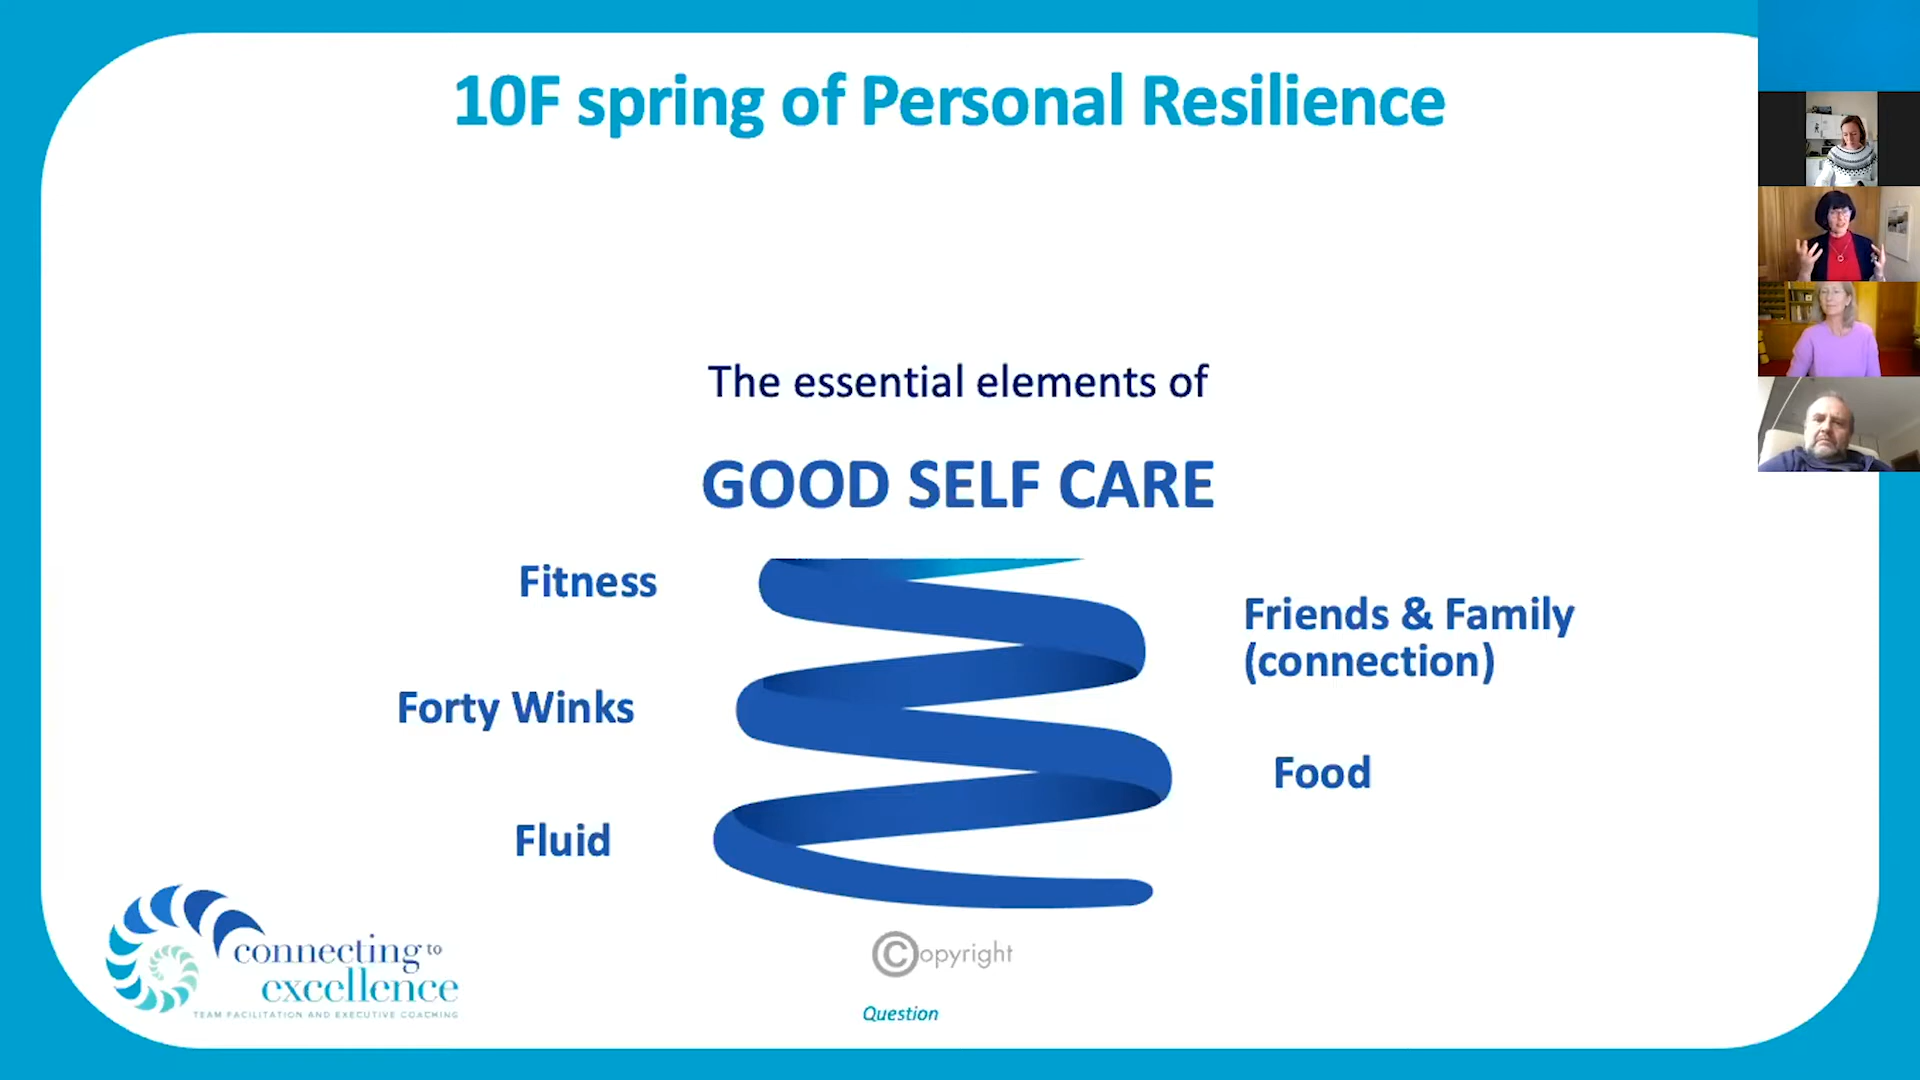 10F spring of Personal Resilience
The essential elements of
GOOD SELF CARE
Fitness
Friends & Family
(connection)
Forty Winks
Food
Fluid
connecting to
excellence
TEAM FACILITATION AND EXECUTIVE COACHING
©opyright
Question